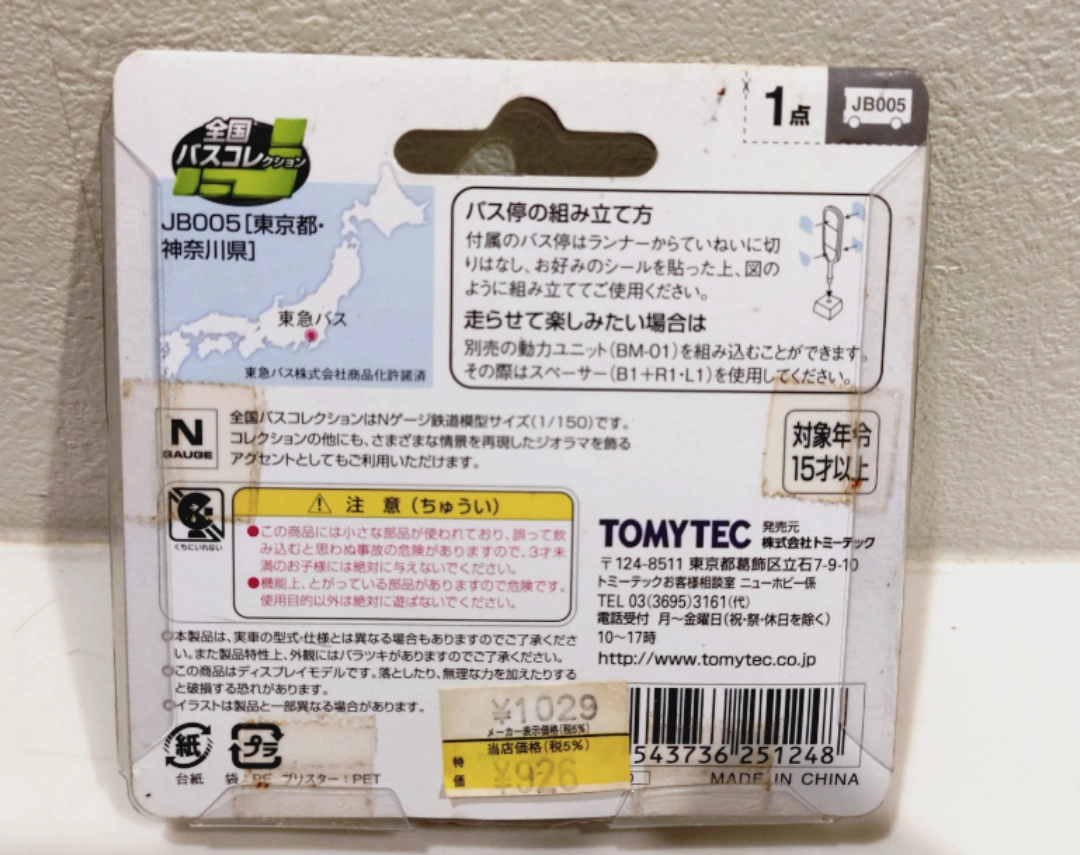 全国
バスコレクション
1点
JB005
JB005［東京都・
神奈川県］
東急バス
東急バス株式会社商品化許諾済
バス停の組み立て方
付属のバス停はランナーからていねいに切
りはなし、お好みのシールを貼った上、図の
ように組み立ててご使用ください。
走らせて楽しみたい場合は
別売の動力ユニット（BM-01）を組み込むことができます。
その際はスペーサー（B1＋R1・L1）を使用してください。
N
GAUGE
全国バスコレクションはNゲージ鉄道模型サイズ（1/150）です。
コレクションの他にも、さまざまな情景を再現したジオラマを飾る
アクセントとしてもご利用いただけます。
対象年令
15才以上
くちにいれない
注 意（ちゅうい）
●この商品には小さな部品が使われており、誤って飲
み込むと思わぬ事故の危険がありますので、3才未
満のお子様には絶対に与えないでください。
●機能上、とがっている部品がありますので危険です。
使用目的以外は絶対に遊ばないでください。
TOMYTEC 発売元
株式会社トミーテック
〒124-8511 東京都葛飾区立石7-9-10
トミーテックお客様相談室 ニューホビー係
TEL 03(3695)3161(代)
電話受付 月～金曜日(祝・祭・休日を除く)
10～17時
http://www.tomytec.co.jp
◎本製品は、実車の型式・仕様とは異なる場合もありますのでご了承くださ
い。また製品特性上、外観にはバラツキがありますのでご了承ください。
◎この商品はディスプレイモデルです。落としたり、無理な力を加えたりする
と破損する恐れがあります。
◎イラストは製品と一部異なる場合があります。
紙
プラ
台紙 袋：PE ブリスター：PET
¥1029
メーカー表示価格(税5%)
当店価格(税5%)
特
価
¥926
543736 251248
MADE IN CHINA